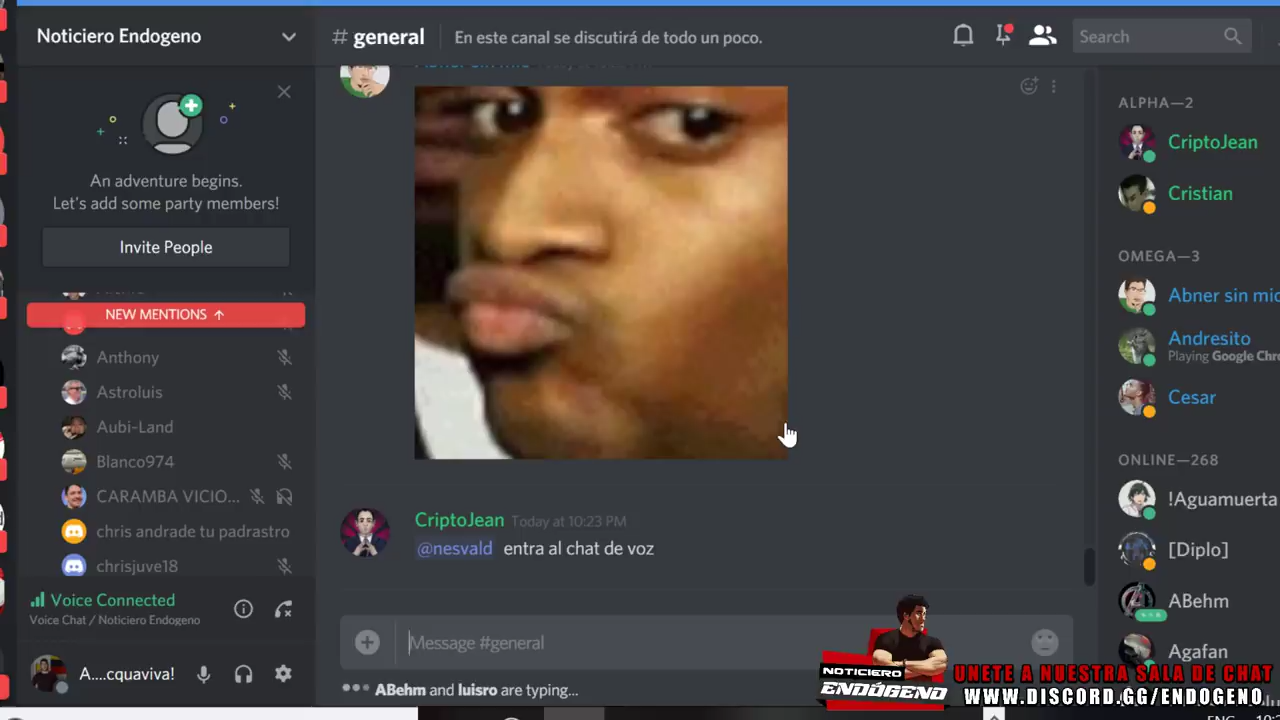 Noticiero Endogeno
# general
En este canal se discutirá de todo un poco.
Search
An adventure begins.
Let's add some party members!
Invite People
NEW MENTIONS ↑
Anthony
Astroluis
Aubi-Land
Blanco974
CARAMBA VICIO...
chris andrade tu padrastro
chrisjuve18
Voice Connected
Voice Chat / Noticiero Endogeno
A....cquaviva!
CriptoJean Today at 10:23 PM
@nesvald entra al chat de voz
Message #general
ABehm and luisro are typing...
ALPHA—2
CriptoJean
Cristian
OMEGA—3
Abner sin mic
Andresito
Playing Google Chr
Cesar
ONLINE—268
!Aguamuerta
[Diplo]
ABehm
Agafan
NOTICIERO
ENDÓGENO
UNETE A NUESTRA SALA DE CHAT
WWW.DISCORD.GG/ENDOGENO
ENG